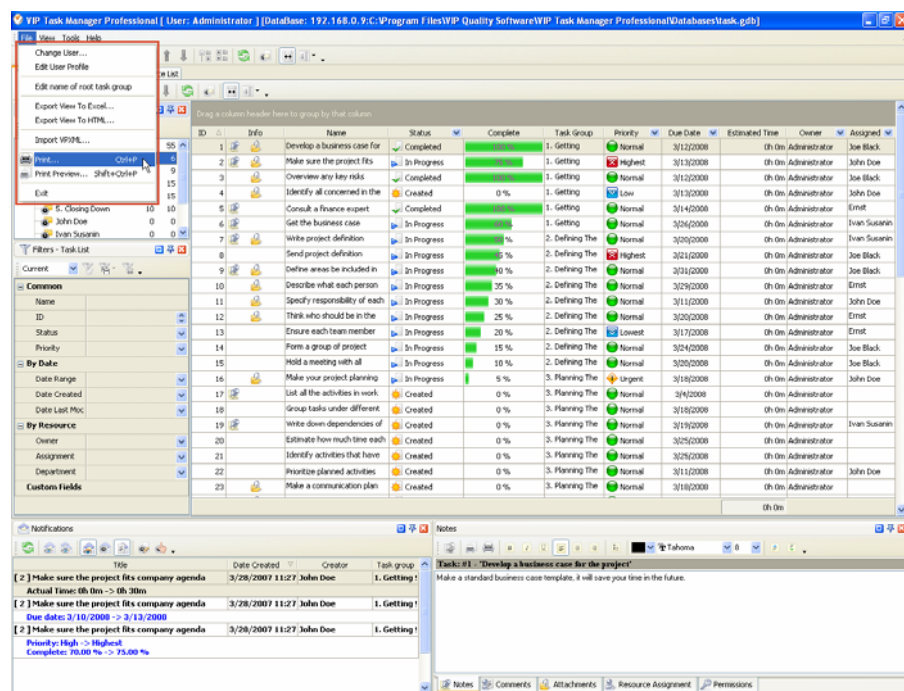 VIP Task Manager Professional [ User: Administrator ] [DataBase: 192.168.0.9:C:\Program Files\VIP Quality Software\VIP Task Manager Professional\Databases\task.gdb]
File View Tools Help
Change User...
Edit User Profile
Edit name of root task group
Export View To Excel...
Export View To HTML...
Import VPXML...
Print... Ctrl+P
Print Preview... Shift+Ctrl+P
Exit
55
6
9
15
15
5. Closing Down 10 10
John Doe 0 0
Ivan Susanin 0 0
Filters - Task List
Current
Common
Name
ID
Status
Priority
By Date
Date Range
Date Created
Date Last Moc
By Resource
Owner
Assignment
Department
Custom Fields
Drag a column header here to group by that column
ID Info Name Status Complete Task Group Priority Due Date Estimated Time Owner Assigned
1 Develop a business case for Completed 100 % 1. Getting Normal 3/12/2008 0h 0m Administrator Joe Black
2 Make sure the project fits In Progress 75 % 1. Getting Highest 3/13/2008 0h 0m Administrator John Doe
3 Overview any key risks Completed 100 % 1. Getting Normal 3/12/2008 0h 0m Administrator Joe Black
4 Identify all concerned in the Created 0 % 1. Getting Low 3/13/2008 0h 0m Administrator John Doe
5 Consult a finance expert Completed 100 % 1. Getting Normal 3/14/2008 0h 0m Administrator Ernst
6 Get the business case In Progress 1. Getting Normal 3/26/2008 0h 0m Administrator Ivan Susanin
7 Write project definition In Progress % 2. Defining The Normal 3/20/2008 0h 0m Administrator Ivan Susanin
8 Send project definition In Progress 45 % 2. Defining The Highest 3/21/2008 0h 0m Administrator Joe Black
9 Define areas be included in In Progress 40 % 2. Defining The Normal 3/31/2008 0h 0m Administrator Joe Black
10 Describe what each person In Progress 35 % 2. Defining The Normal 3/29/2008 0h 0m Administrator Ernst
11 Specify responsibility of each In Progress 30 % 2. Defining The Normal 3/11/2008 0h 0m Administrator John Doe
12 Think who should be in the In Progress 25 % 2. Defining The Normal 3/20/2008 0h 0m Administrator Ernst
13 Ensure each team member In Progress 20 % 2. Defining The Lowest 3/17/2008 0h 0m Administrator Ernst
14 Form a group of project In Progress 15 % 2. Defining The Normal 3/24/2008 0h 0m Administrator Joe Black
15 Hold a meeting with all In Progress 10 % 2. Defining The Normal 3/20/2008 0h 0m Administrator Joe Black
16 Make your project planning In Progress 5 % 3. Planning The Urgent 3/18/2008 0h 0m Administrator John Doe
17 List all the activities in work Created 0 % 3. Planning The Normal 3/4/2008 0h 0m Administrator
18 Group tasks under different Created 0 % 3. Planning The Normal 3/18/2008 0h 0m Administrator
19 Write down dependencies of Created 0 % 3. Planning The Normal 3/19/2008 0h 0m Administrator Ivan Susanin
20 Estimate how much time each Created 0 % 3. Planning The Normal 3/25/2008 0h 0m Administrator
21 Identify activities that have Created 0 % 3. Planning The Normal 3/25/2008 0h 0m Administrator
22 Prioritize planned activities Created 0 % 3. Planning The Normal 3/11/2008 0h 0m Administrator John Doe
23 Make a communication plan Created 0 % 3. Planning The Normal 3/18/2008 0h 0m Administrator
0h 0m
Notifications
Title Date Created Creator Task group
[ 2 ] Make sure the project fits company agenda 3/28/2007 11:27 John Doe 1. Getting
Actual Time: 0h 0m -> 0h 30m
[ 2 ] Make sure the project fits company agenda 3/28/2007 11:27 John Doe 1. Getting
Due date: 3/10/2000 -> 3/13/2000
[ 2 ] Make sure the project fits company agenda 3/28/2007 11:27 John Doe 1. Getting
Priority: High -> Highest
Complete: 70.00 % -> 75.00 %
Notes
Tahoma 8
Task: #1 - 'Develop a business case for the project'
Make a standard business case template, it will save your time in the future.
Notes Comments Attachments Resource Assignment Permissions